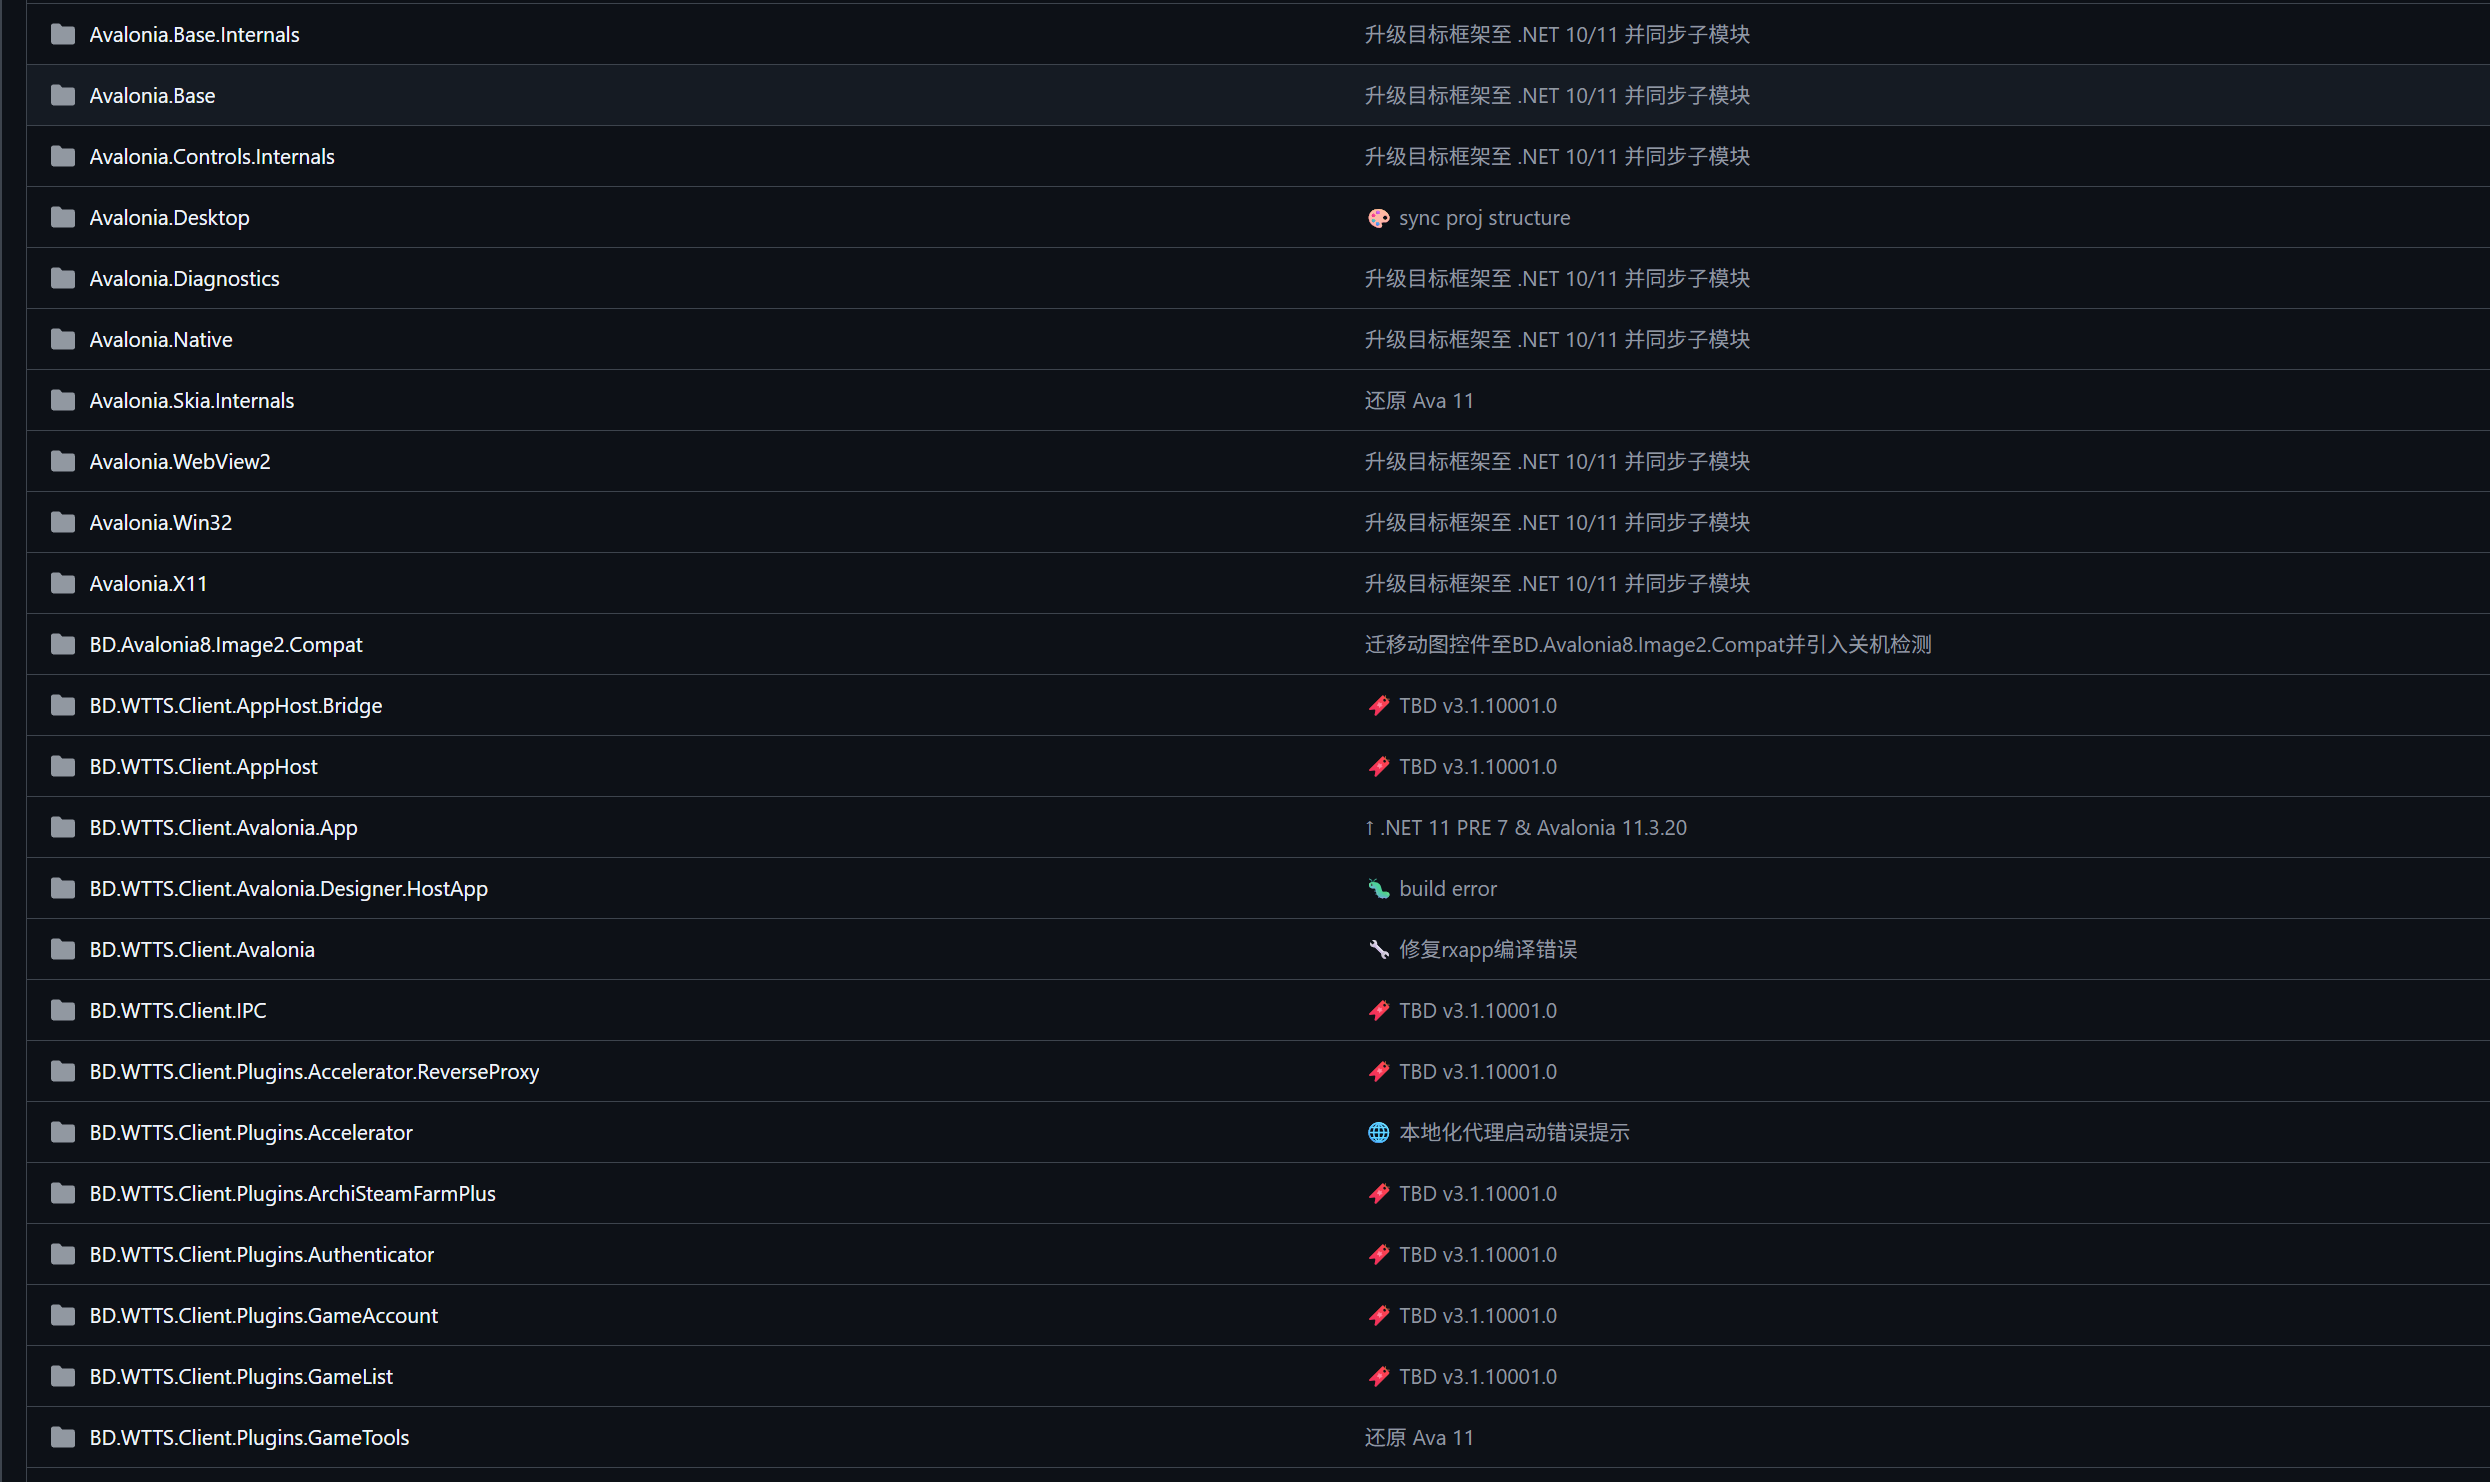 Avalonia.Base.Internals 升级目标框架至 .NET 10/11 并同步子模块
Avalonia.Base 升级目标框架至 .NET 10/11 并同步子模块
Avalonia.Controls.Internals 升级目标框架至 .NET 10/11 并同步子模块
Avalonia.Desktop 🎨 sync proj structure
Avalonia.Diagnostics 升级目标框架至 .NET 10/11 并同步子模块
Avalonia.Native 升级目标框架至 .NET 10/11 并同步子模块
Avalonia.Skia.Internals 还原 Ava 11
Avalonia.WebView2 升级目标框架至 .NET 10/11 并同步子模块
Avalonia.Win32 升级目标框架至 .NET 10/11 并同步子模块
Avalonia.X11 升级目标框架至 .NET 10/11 并同步子模块
BD.Avalonia8.Image2.Compat 迁移动图控件至BD.Avalonia8.Image2.Compat并引入关机检测
BD.WTTS.Client.AppHost.Bridge 🔖 TBD v3.1.10001.0
BD.WTTS.Client.AppHost 🔖 TBD v3.1.10001.0
BD.WTTS.Client.Avalonia.App ↑ .NET 11 PRE 7 & Avalonia 11.3.20
BD.WTTS.Client.Avalonia.Designer.HostApp 🐛 build error
BD.WTTS.Client.Avalonia 🔧 修复rxapp编译错误
BD.WTTS.Client.IPC 🔖 TBD v3.1.10001.0
BD.WTTS.Client.Plugins.Accelerator.ReverseProxy 🔖 TBD v3.1.10001.0
BD.WTTS.Client.Plugins.Accelerator 🌐 本地化代理启动错误提示
BD.WTTS.Client.Plugins.ArchiSteamFarmPlus 🔖 TBD v3.1.10001.0
BD.WTTS.Client.Plugins.Authenticator 🔖 TBD v3.1.10001.0
BD.WTTS.Client.Plugins.GameAccount 🔖 TBD v3.1.10001.0
BD.WTTS.Client.Plugins.GameList 🔖 TBD v3.1.10001.0
BD.WTTS.Client.Plugins.GameTools 还原 Ava 11